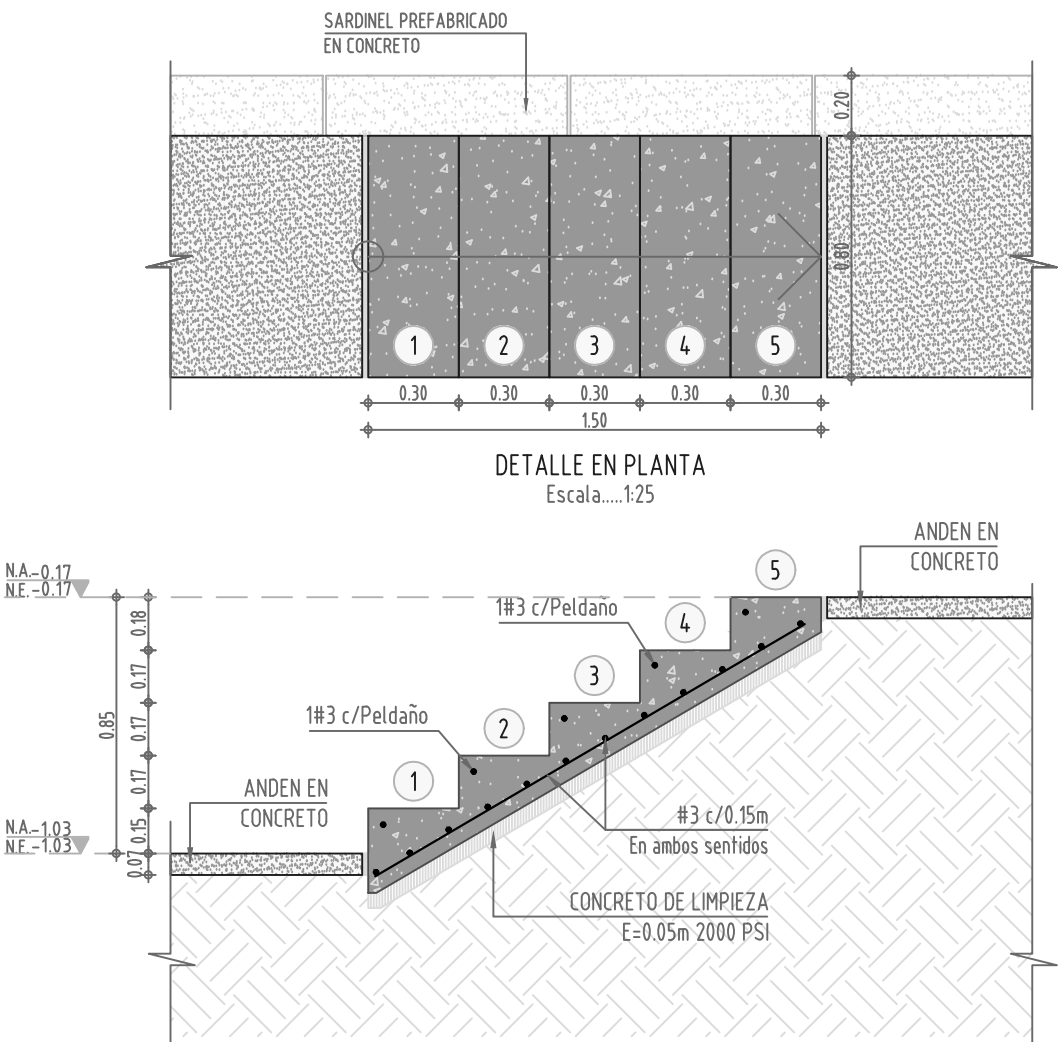 SARDINEL PREFABRICADO
EN CONCRETO
0.20
0.80
1
2
3
4
5
0.30
0.30
0.30
0.30
0.30
1.50
DETALLE EN PLANTA
Escala.....1:25
ANDEN EN
CONCRETO
N.A.-0.17
N.E.-0.17
5
1#3 c/Peldaño
4
0.18
0.17
3
0.17
0.85
1#3 c/Peldaño
2
0.17
1
ANDEN EN
CONCRETO
N.A.-1.03
N.E.-1.03
0.15
0.07
#3 c/0.15m
En ambos sentidos
CONCRETO DE LIMPIEZA
E=0.05m 2000 PSI